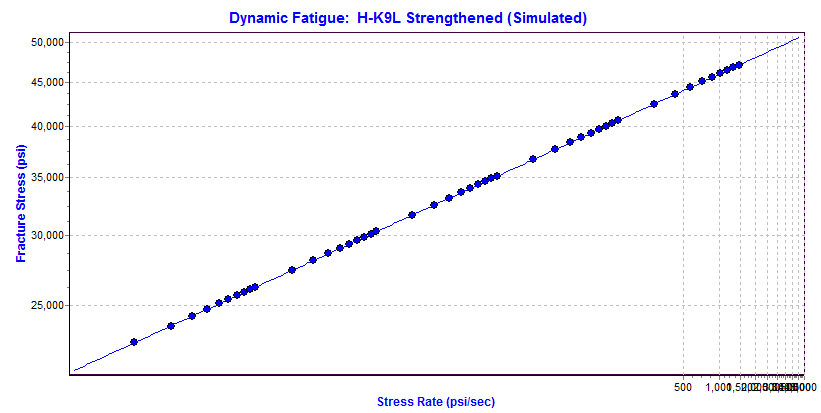 Dynamic Fatigue:  H-K9L Strengthened (Simulated)
50,000
45,000
40,000
35,000
30,000
25,000
Fracture Stress (psi)
500 1,000
Stress Rate (psi/sec)